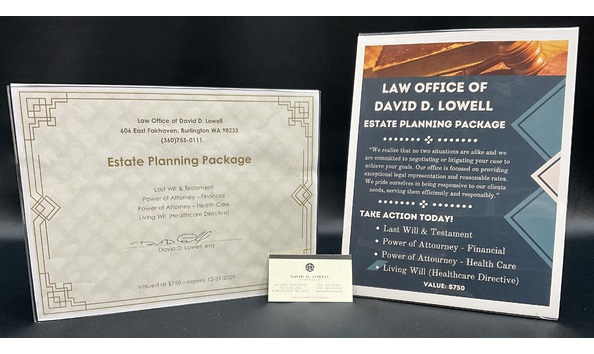 Law Office of David D. Lowell
606 East Fairhaven, Burlington WA 98233
(360)755-0111
Estate Planning Package
Last Will & Testament
Power of Attorney – Financial
Power of Attorney – Health Care
Living Will (Healthcare Directive)
David D. Lowell, esq
Valued at $750 – expires 12-31-2025
DAVID D. LOWELL
LAW OFFICE OF
DAVID D. LOWELL
ESTATE PLANNING PACKAGE
"We realize that no two situations are alike and we
are committed to negotiating or litigating your case to
achieve your goals. Our office is focused on providing
exceptional legal representation and reasonable rates.
We pride ourselves in being responsive to our clients
needs, serving them efficiently and responsibly."
TAKE ACTION TODAY!
• Last Will & Testament
• Power of Attourney - Financial
• Power of Attourney - Health Care
• Living Will (Healthcare Directive)
VALUE: $750